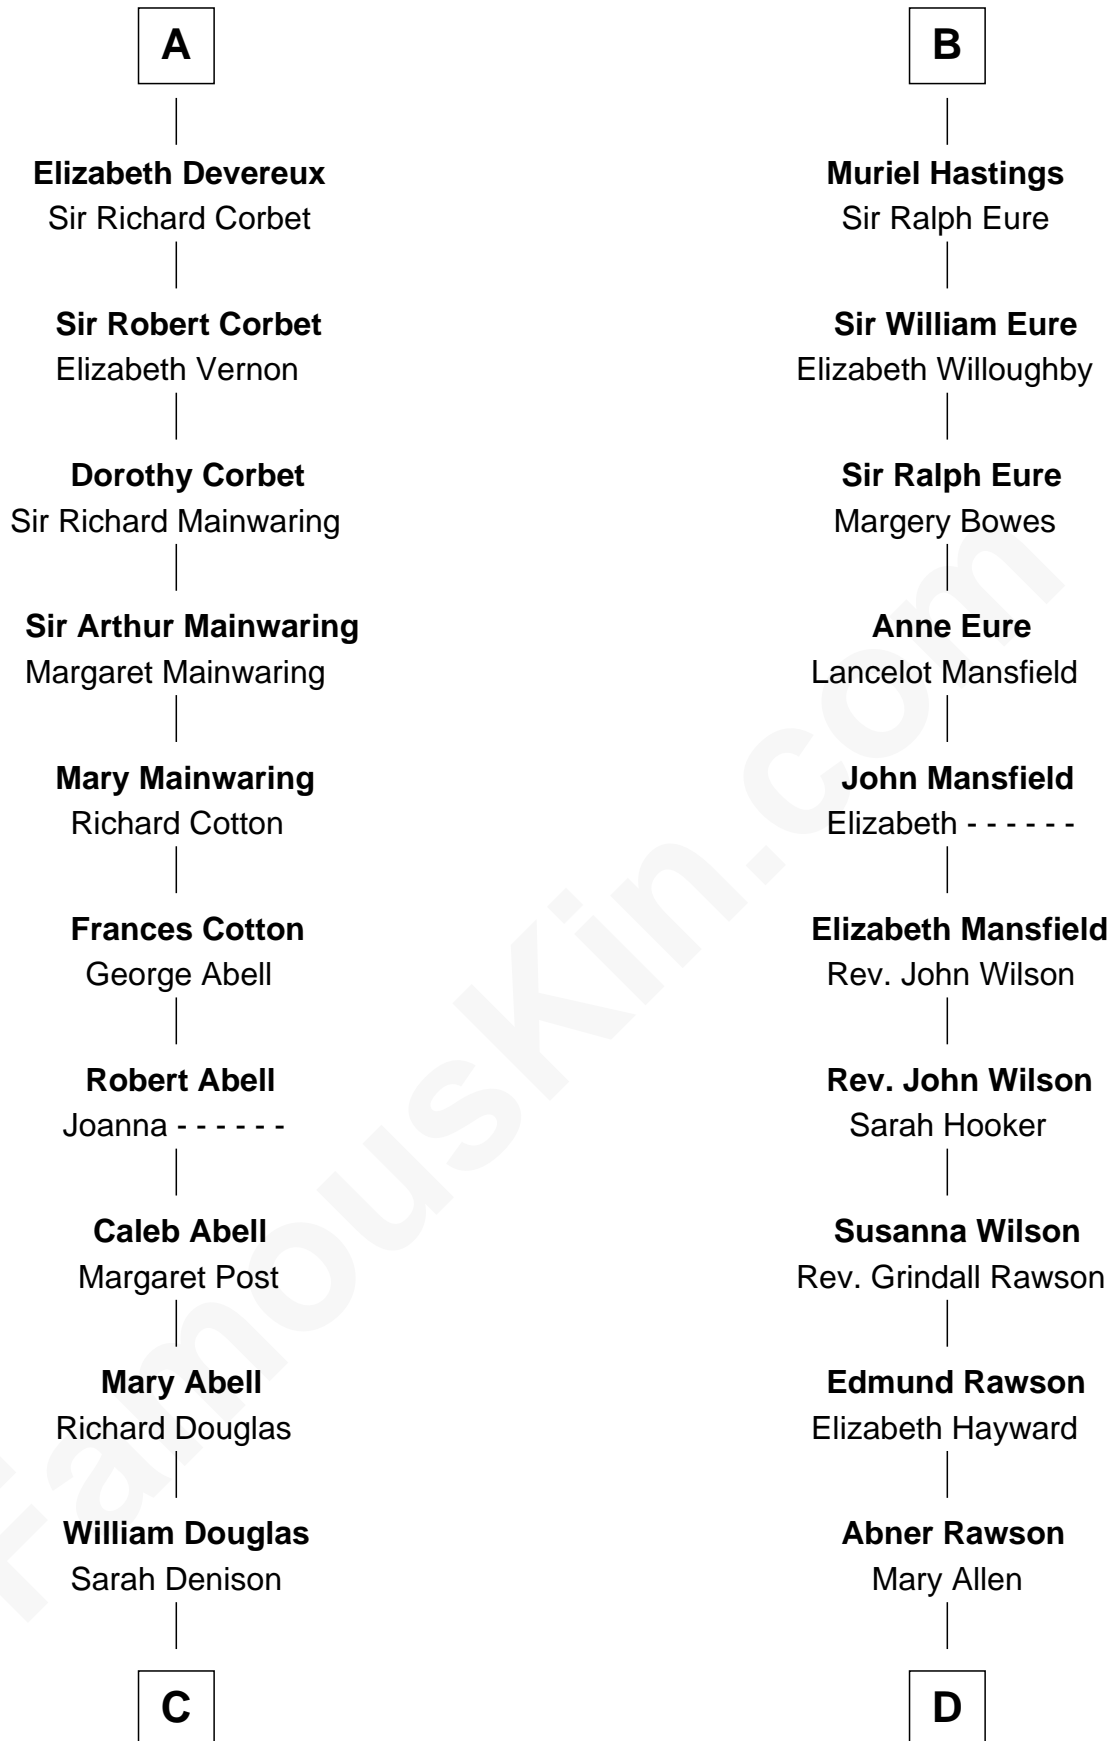 A
Elizabeth Devereux
Sir Richard Corbet
Sir Robert Corbet
Elizabeth Vernon
Dorothy Corbet
Sir Richard Mainwaring
Sir Arthur Mainwaring
Margaret Mainwaring
Mary Mainwaring
Richard Cotton
Frances Cotton
George Abell
Robert Abell
Joanna - - - - - -
Caleb Abell
Margaret Post
Mary Abell
Richard Douglas
William Douglas
Sarah Denison
C
B
Muriel Hastings
Sir Ralph Eure
Sir William Eure
Elizabeth Willoughby
Sir Ralph Eure
Margery Bowes
Anne Eure
Lancelot Mansfield
John Mansfield
Elizabeth - - - - - -
Elizabeth Mansfield
Rev. John Wilson
Rev. John Wilson
Sarah Hooker
Susanna Wilson
Rev. Grindall Rawson
Edmund Rawson
Elizabeth Hayward
Abner Rawson
Mary Allen
D
FamousKin.com